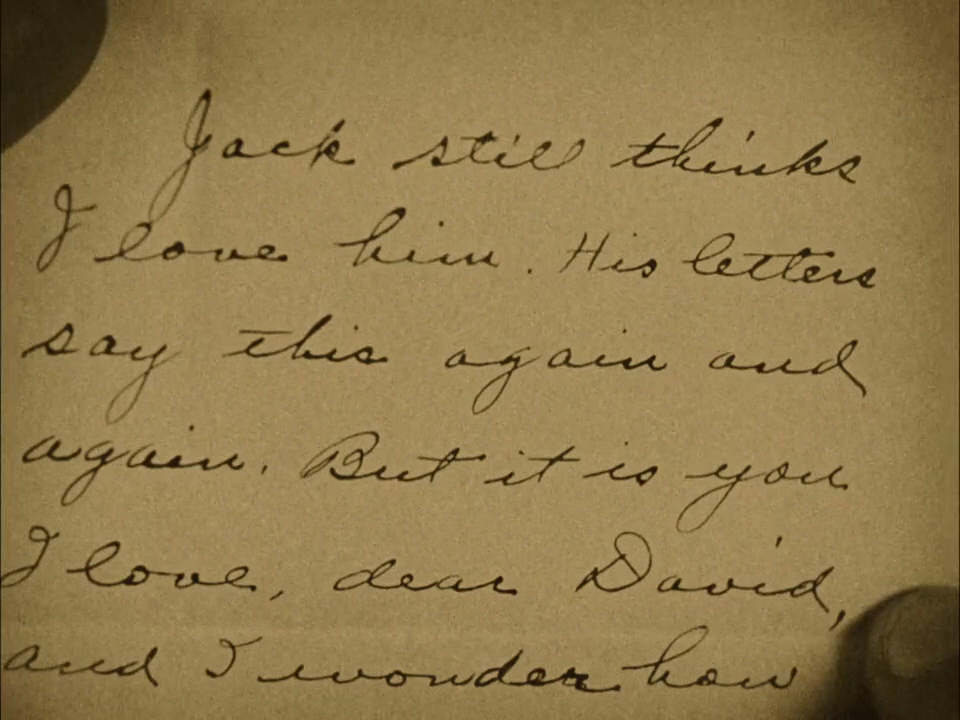 Jack still thinks
I love him. His letters
say this again and
again. But it is you
I love, dear David,
and I wonder how